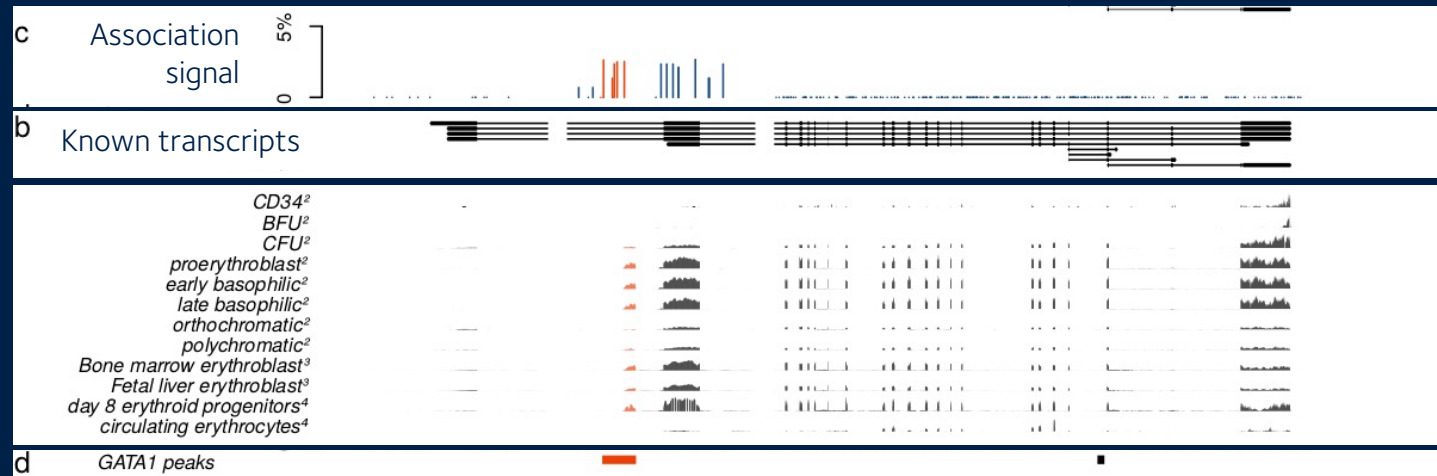 c
Association
signal
5%
0
b
Known transcripts
CD34²
BFU²
CFU²
proerythroblast²
early basophilic²
late basophilic²
orthochromatic²
polychromatic²
Bone marrow erythroblast³
Fetal liver erythroblast³
day 8 erythroid progenitors⁴
circulating erythrocytes⁴
d
GATA1 peaks